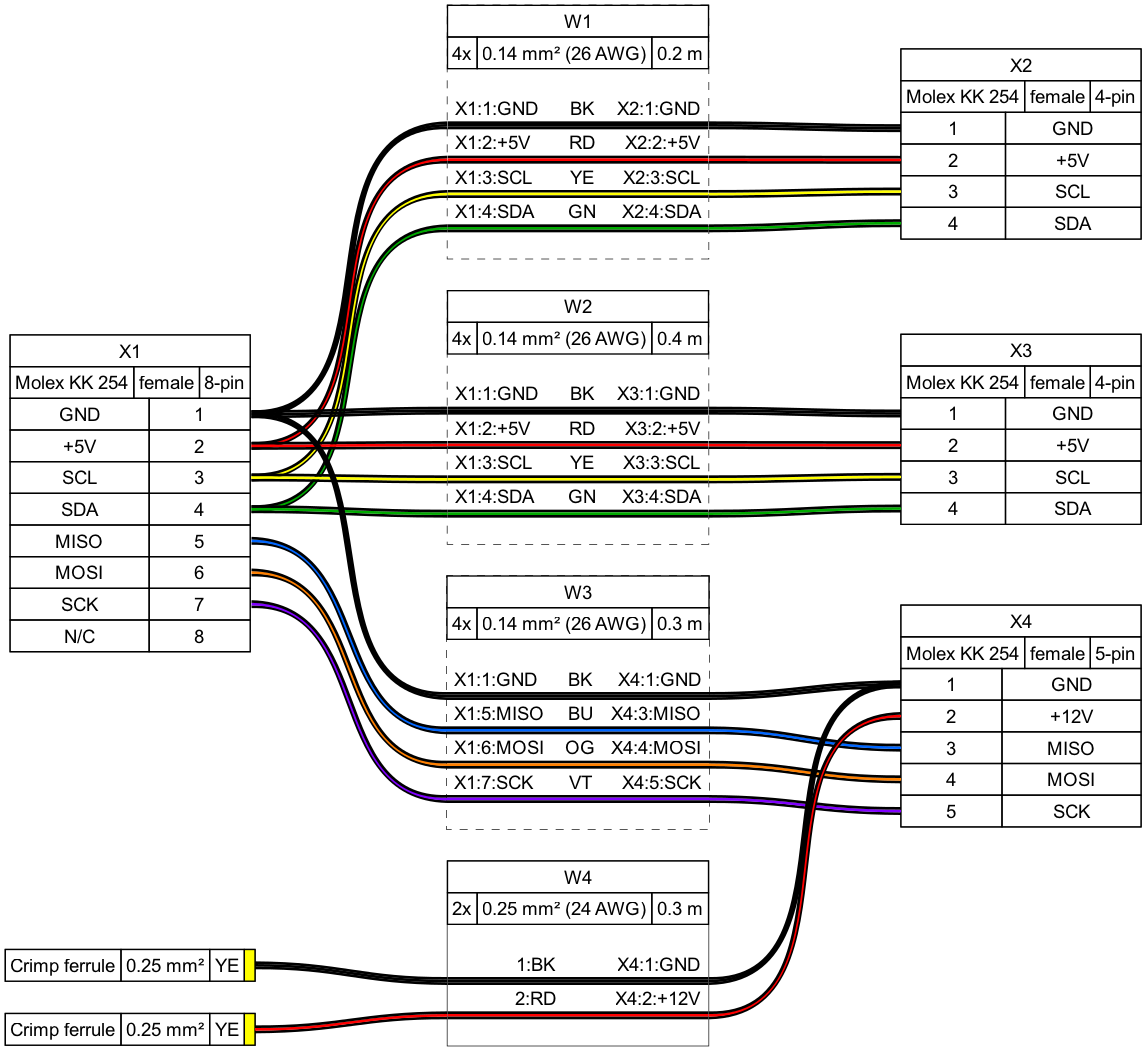 W1
4x 0.14 mm² (26 AWG) 0.2 m
X1:1:GND BK X2:1:GND
X1:2:+5V RD X2:2:+5V
X1:3:SCL YE X2:3:SCL
X1:4:SDA GN X2:4:SDA
X2
Molex KK 254 female 4-pin
1 GND
2 +5V
3 SCL
4 SDA
W2
4x 0.14 mm² (26 AWG) 0.4 m
X1:1:GND BK X3:1:GND
X1:2:+5V RD X3:2:+5V
X1:3:SCL YE X3:3:SCL
X1:4:SDA GN X3:4:SDA
X1
Molex KK 254 female 8-pin
GND 1
+5V 2
SCL 3
SDA 4
MISO 5
MOSI 6
SCK 7
N/C 8
X3
Molex KK 254 female 4-pin
1 GND
2 +5V
3 SCL
4 SDA
W3
4x 0.14 mm² (26 AWG) 0.3 m
X1:1:GND BK X4:1:GND
X1:5:MISO BU X4:3:MISO
X1:6:MOSI OG X4:4:MOSI
X1:7:SCK VT X4:5:SCK
X4
Molex KK 254 female 5-pin
1 GND
2 +12V
3 MISO
4 MOSI
5 SCK
W4
2x 0.25 mm² (24 AWG) 0.3 m
1:BK X4:1:GND
2:RD X4:2:+12V
Crimp ferrule 0.25 mm² YE
Crimp ferrule 0.25 mm² YE